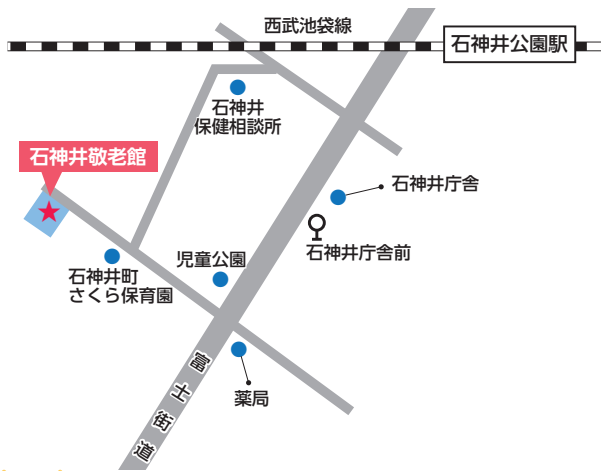 西武池袋線
石神井公園駅
石神井
保健相談所
石神井敬老館
石神井庁舎
石神井庁舎前
児童公園
石神井町
さくら保育園
富士街道
薬局